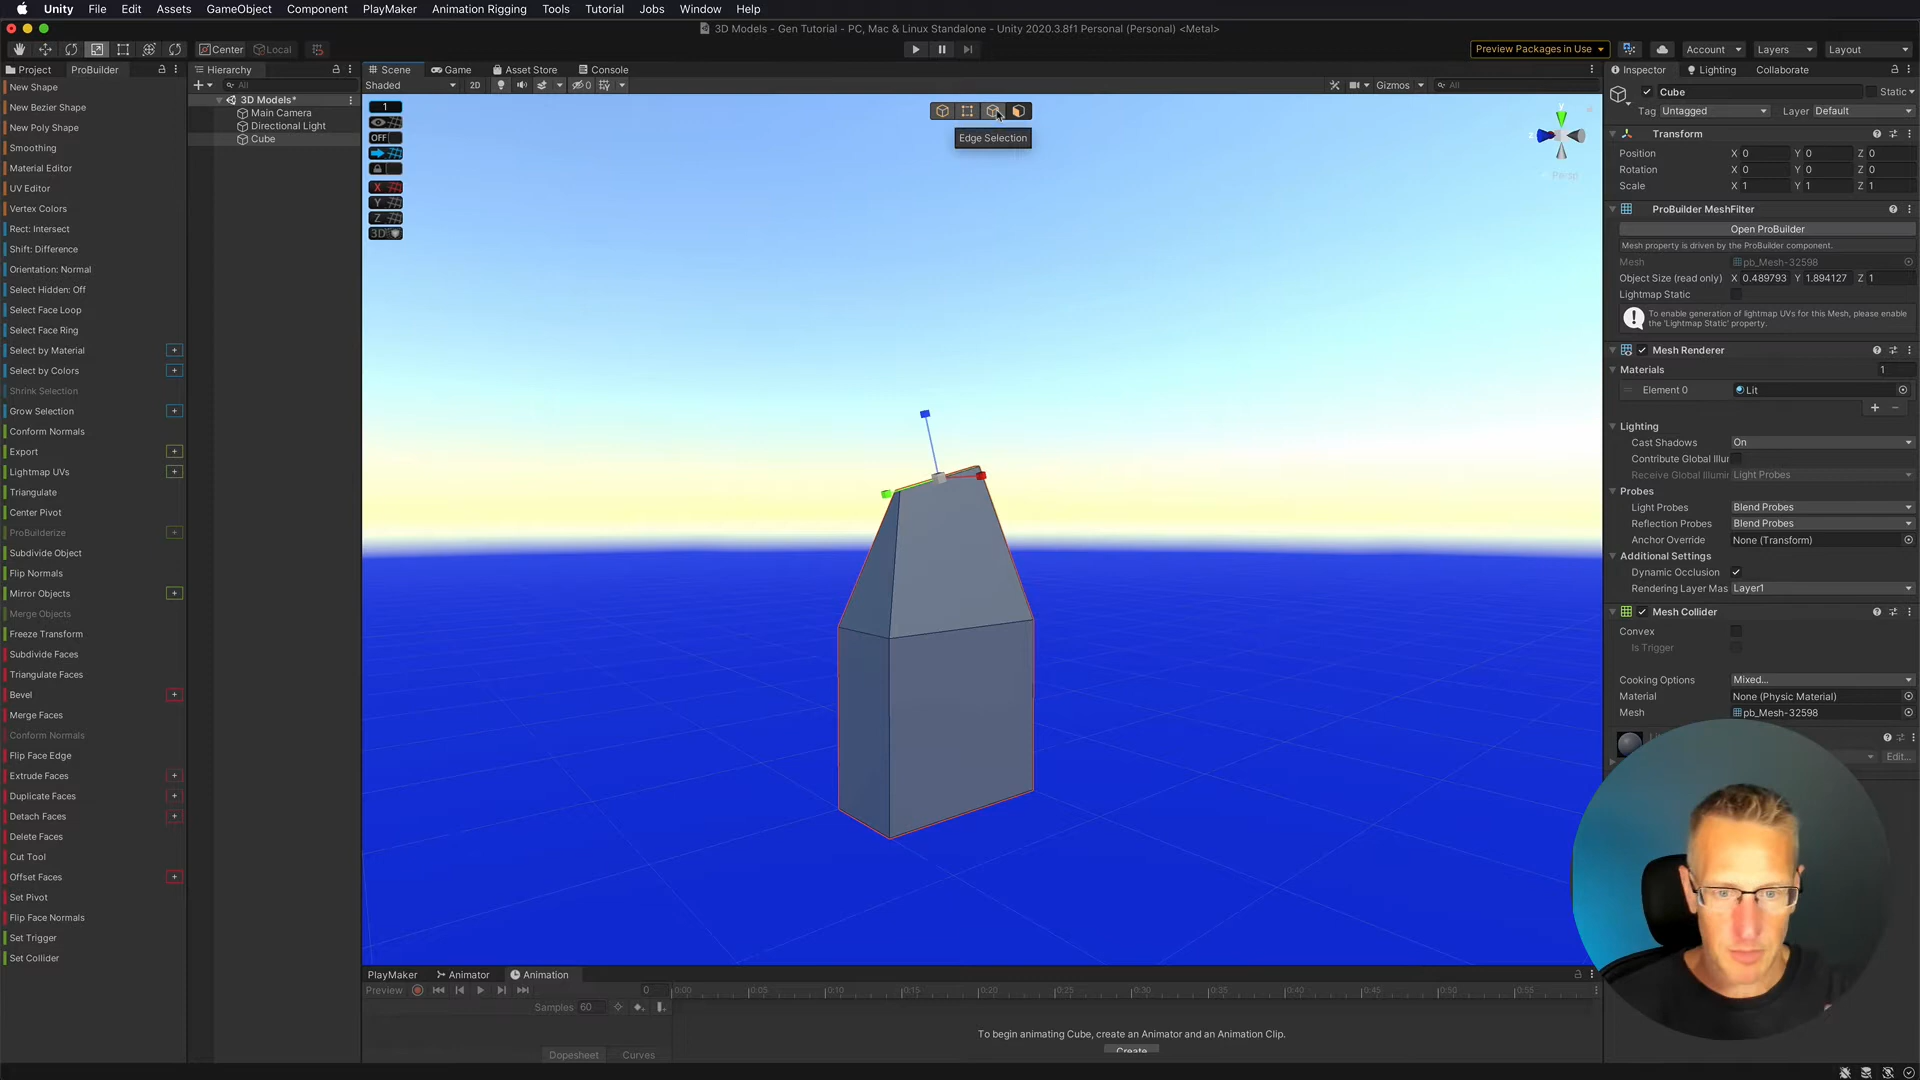 Unity File Edit Assets GameObject Component PlayMaker Animation Rigging Tools Tutorial Jobs Window Help
3D Models - Gen Tutorial - PC, Mac & Linux Standalone - Unity 2020.3.8f1 Personal (Personal) <Metal>
Center Local Preview Packages in Use Account Layers Layout
Project ProBuilder
New Shape
New Bezier Shape
New Poly Shape
Smoothing
Material Editor
UV Editor
Vertex Colors
Rect: Intersect
Shift: Difference
Orientation: Normal
Select Hidden: Off
Select Face Loop
Select Face Ring
Select by Material
Select by Colors
Shrink Selection
Grow Selection
Conform Normals
Export
Lightmap UVs
Triangulate
Center Pivot
ProBuilderize
Subdivide Object
Flip Normals
Mirror Objects
Merge Objects
Freeze Transform
Subdivide Faces
Triangulate Faces
Bevel
Merge Faces
Conform Normals
Flip Face Edge
Extrude Faces
Duplicate Faces
Detach Faces
Delete Faces
Cut Tool
Offset Faces
Set Pivot
Flip Face Normals
Set Trigger
Set Collider
Hierarchy
All
3D Models*
Main Camera
Directional Light
Cube
Scene Game Asset Store Console
Shaded 2D 0 Gizmos All
1
OFF
X
Y
Z
3D
Edge Selection
y
z
Persp
PlayMaker Animator Animation
Preview 0 0:00 0:05 0:10 0:15 0:20 0:25 0:30 0:35 0:40 0:45 0:50 0:55
Samples 60
To begin animating Cube, create an Animator and an Animation Clip.
Create
Dopesheet Curves
Inspector Lighting Collaborate
Cube Static
Tag Untagged Layer Default
Transform
Position X 0 Y 0 Z 0
Rotation X 0 Y 0 Z 0
Scale X 1 Y 1 Z 1
ProBuilder MeshFilter
Open ProBuilder
Mesh property is driven by the ProBuilder component.
Mesh pb_Mesh-32598
Object Size (read only) X 0.489793 Y 1.894127 Z 1
Lightmap Static
To enable generation of lightmap UVs for this Mesh, please enable
the 'Lightmap Static' property.
Mesh Renderer
Materials 1
Element 0 Lit
Lighting
Cast Shadows On
Contribute Global Illur
Receive Global Illumir Light Probes
Probes
Light Probes Blend Probes
Reflection Probes Blend Probes
Anchor Override None (Transform)
Additional Settings
Dynamic Occlusion
Rendering Layer Mas Layer1
Mesh Collider
Convex
Is Trigger
Cooking Options Mixed...
Material None (Physic Material)
Mesh pb_Mesh-32598
Edit...